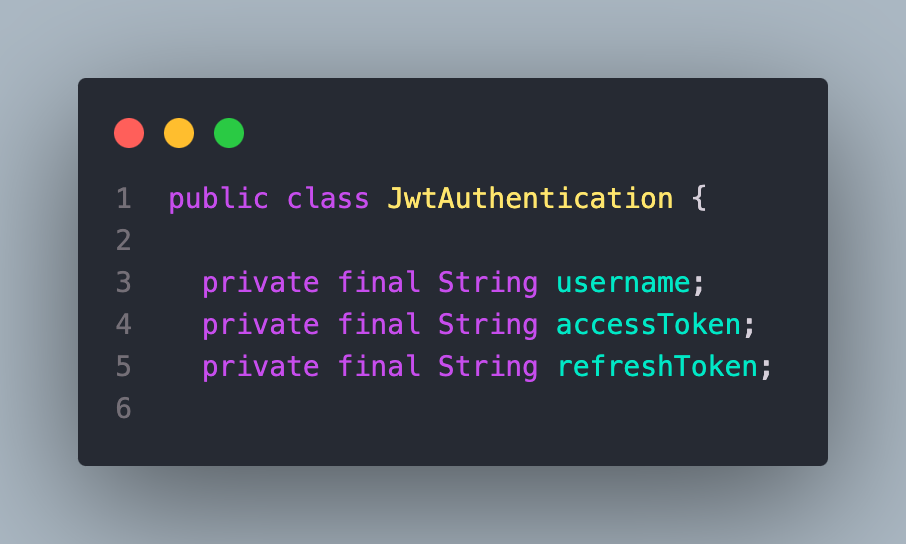 1 public class JwtAuthentication {
2
3 private final String username;
4 private final String accessToken;
5 private final String refreshToken;
6